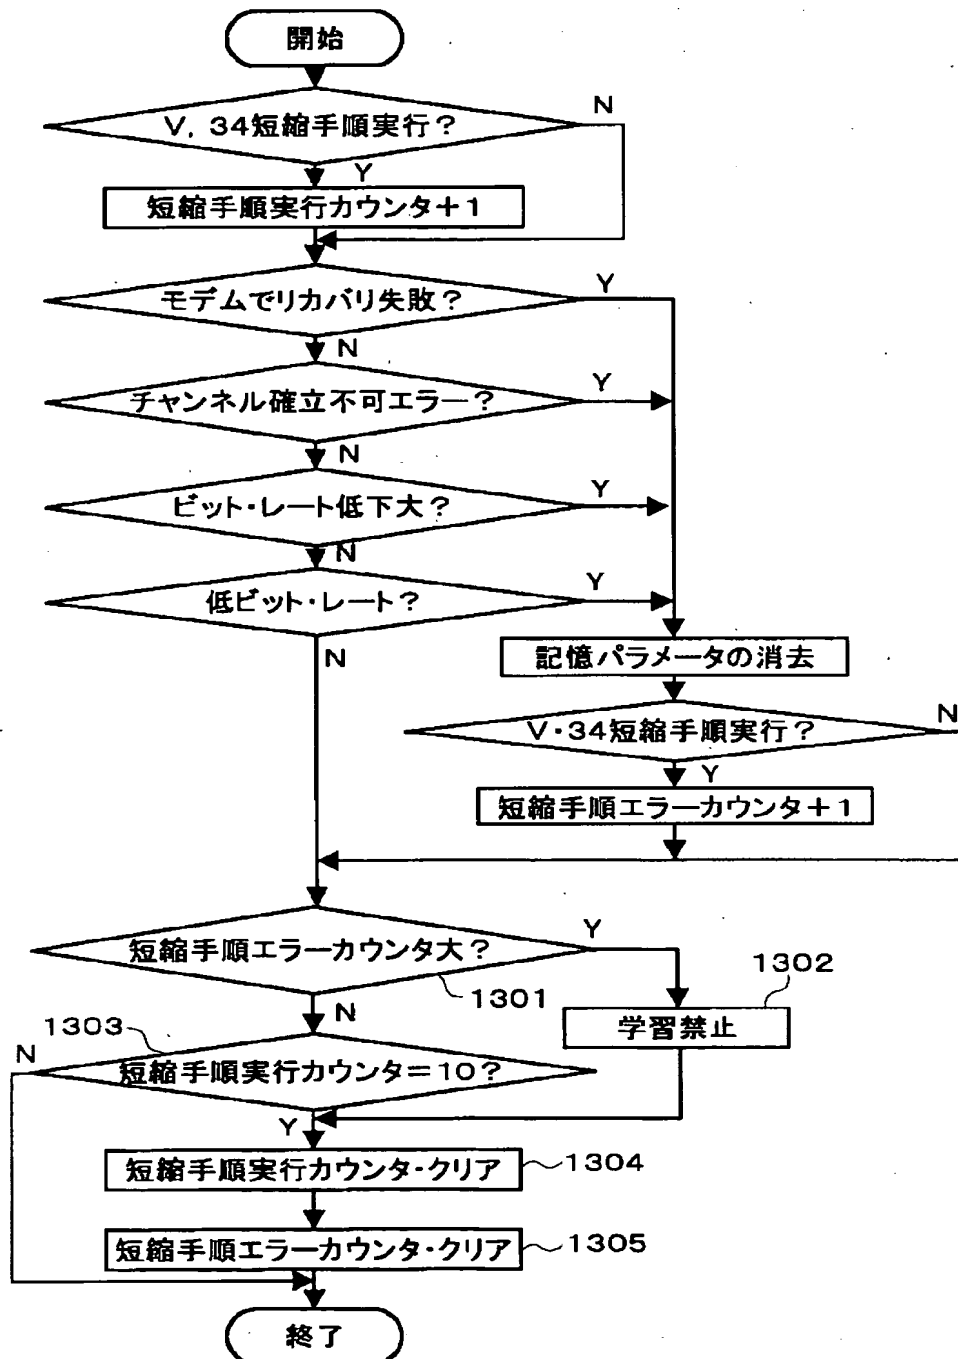 開始
V, 34短縮手順実行?
N
Y
短縮手順実行カウンタ+1
モデムでリカバリ失敗?
Y
N
チャンネル確立不可エラー?
Y
N
ビット・レート低下大?
Y
N
低ビット・レート?
Y
N
記憶パラメータの消去
V・34短縮手順実行?
N
Y
短縮手順エラーカウンタ+1
短縮手順エラーカウンタ大?
Y
1301
N
1302
学習禁止
1303
N
短縮手順実行カウンタ=10?
Y
短縮手順実行カウンタ・クリア
1304
短縮手順エラーカウンタ・クリア
1305
終了